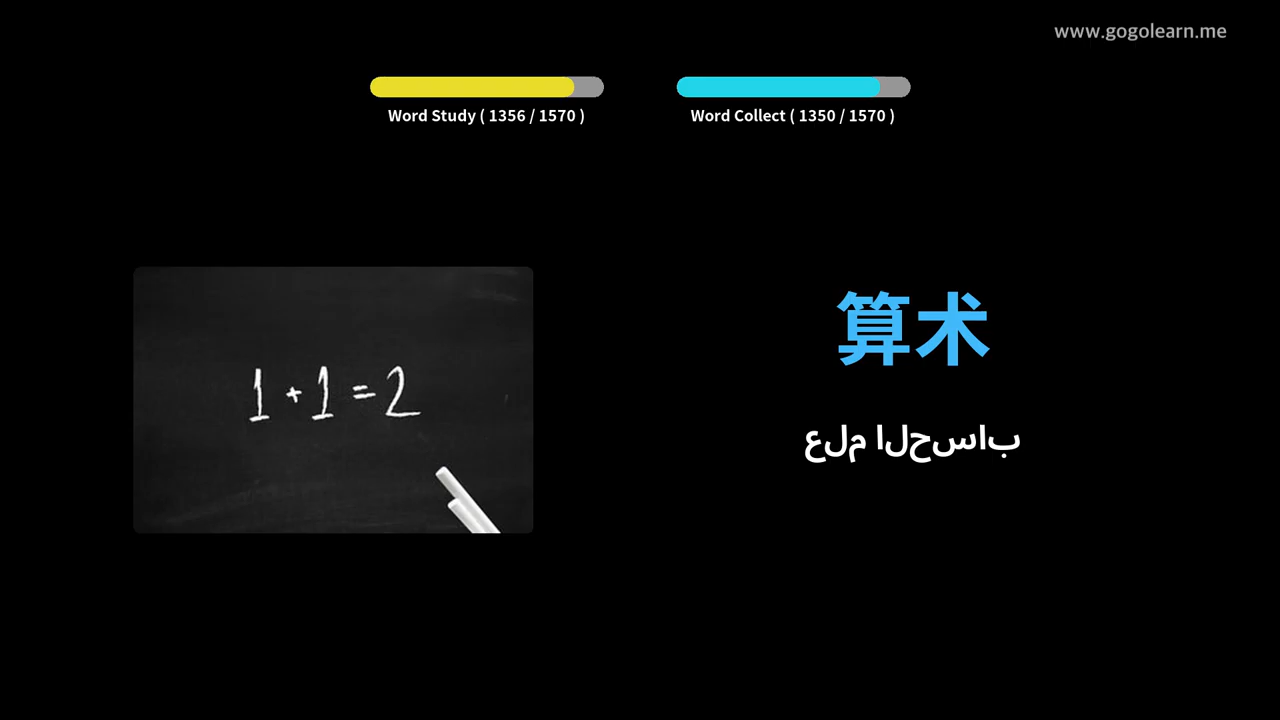 www.gogolearn.me
Word Study ( 1356 / 1570 )
Word Collect ( 1350 / 1570 )
1 + 1 = 2
算术
علم الحساب